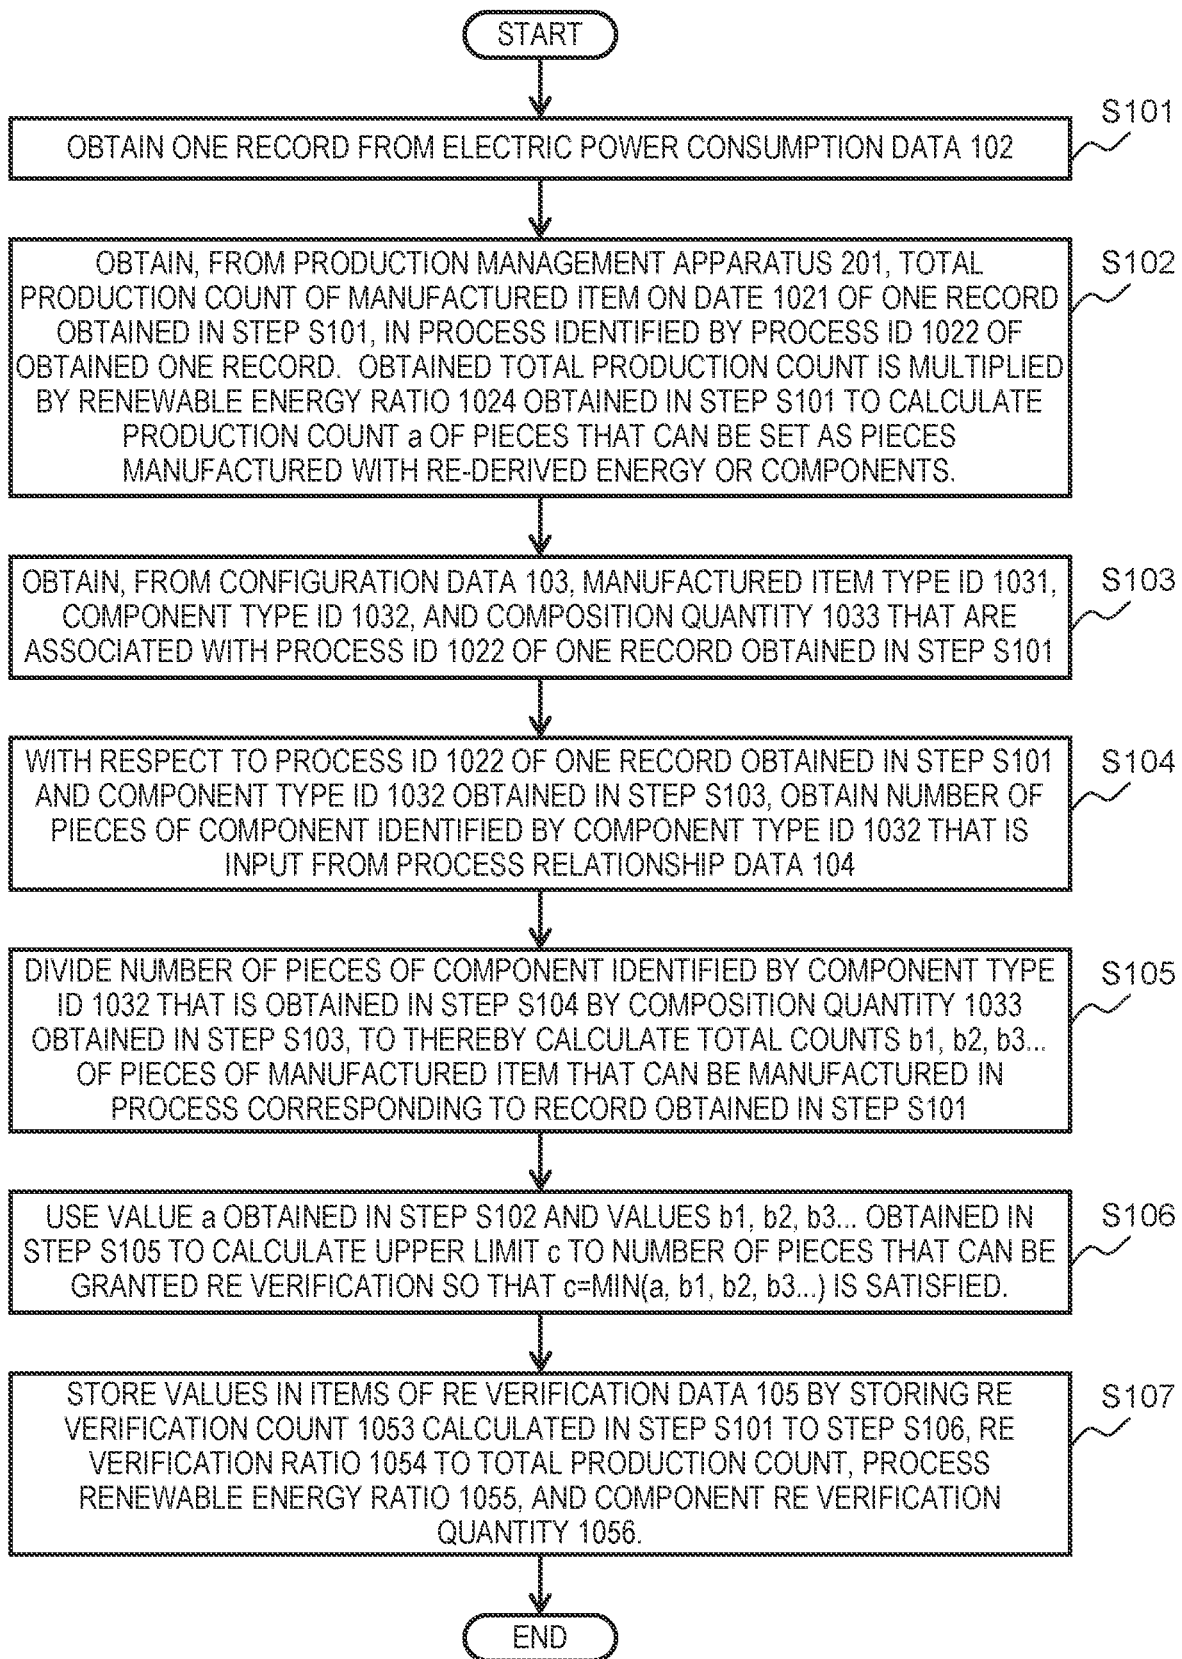 START
S101
OBTAIN ONE RECORD FROM ELECTRIC POWER CONSUMPTION DATA 102
S102
OBTAIN, FROM PRODUCTION MANAGEMENT APPARATUS 201, TOTAL
PRODUCTION COUNT OF MANUFACTURED ITEM ON DATE 1021 OF ONE RECORD
OBTAINED IN STEP S101, IN PROCESS IDENTIFIED BY PROCESS ID 1022 OF
OBTAINED ONE RECORD. OBTAINED TOTAL PRODUCTION COUNT IS MULTIPLIED
BY RENEWABLE ENERGY RATIO 1024 OBTAINED IN STEP S101 TO CALCULATE
PRODUCTION COUNT a OF PIECES THAT CAN BE SET AS PIECES
MANUFACTURED WITH RE-DERIVED ENERGY OR COMPONENTS.
S103
OBTAIN, FROM CONFIGURATION DATA 103, MANUFACTURED ITEM TYPE ID 1031,
COMPONENT TYPE ID 1032, AND COMPOSITION QUANTITY 1033 THAT ARE
ASSOCIATED WITH PROCESS ID 1022 OF ONE RECORD OBTAINED IN STEP S101
S104
WITH RESPECT TO PROCESS ID 1022 OF ONE RECORD OBTAINED IN STEP S101
AND COMPONENT TYPE ID 1032 OBTAINED IN STEP S103, OBTAIN NUMBER OF
PIECES OF COMPONENT IDENTIFIED BY COMPONENT TYPE ID 1032 THAT IS
INPUT FROM PROCESS RELATIONSHIP DATA 104
S105
DIVIDE NUMBER OF PIECES OF COMPONENT IDENTIFIED BY COMPONENT TYPE
ID 1032 THAT IS OBTAINED IN STEP S104 BY COMPOSITION QUANTITY 1033
OBTAINED IN STEP S103, TO THEREBY CALCULATE TOTAL COUNTS b1, b2, b3...
OF PIECES OF MANUFACTURED ITEM THAT CAN BE MANUFACTURED IN
PROCESS CORRESPONDING TO RECORD OBTAINED IN STEP S101
S106
USE VALUE a OBTAINED IN STEP S102 AND VALUES b1, b2, b3... OBTAINED IN
STEP S105 TO CALCULATE UPPER LIMIT c TO NUMBER OF PIECES THAT CAN BE
GRANTED RE VERIFICATION SO THAT c=MIN(a, b1, b2, b3...) IS SATISFIED.
S107
STORE VALUES IN ITEMS OF RE VERIFICATION DATA 105 BY STORING RE
VERIFICATION COUNT 1053 CALCULATED IN STEP S101 TO STEP S106, RE
VERIFICATION RATIO 1054 TO TOTAL PRODUCTION COUNT, PROCESS
RENEWABLE ENERGY RATIO 1055, AND COMPONENT RE VERIFICATION
QUANTITY 1056.
END